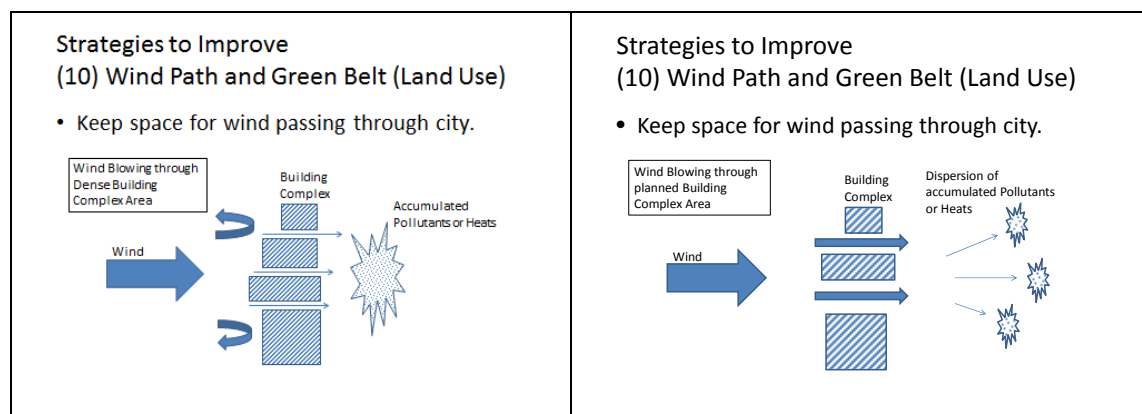 Strategies to Improve
(10) Wind Path and Green Belt (Land Use)
• Keep space for wind passing through city.
Wind Blowing through
Dense Building
Complex Area
Building
Complex
Accumulated
Pollutants or Heats
Wind
Strategies to Improve
(10) Wind Path and Green Belt (Land Use)
• Keep space for wind passing through city.
Wind Blowing through
planned Building
Complex Area
Building
Complex
Dispersion of
accumulated Pollutants
or Heats
Wind